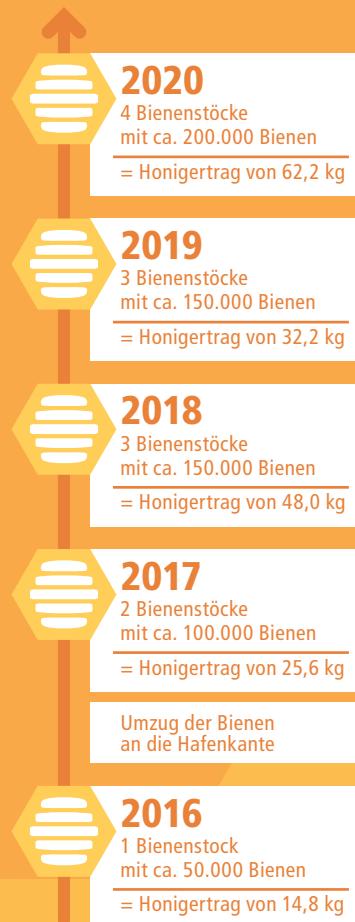 2020
4 Bienenstöcke
mit ca. 200.000 Bienen
= Honigertrag von 62,2 kg
2019
3 Bienenstöcke
mit ca. 150.000 Bienen
= Honigertrag von 32,2 kg
2018
3 Bienenstöcke
mit ca. 150.000 Bienen
= Honigertrag von 48,0 kg
2017
2 Bienenstöcke
mit ca. 100.000 Bienen
= Honigertrag von 25,6 kg
Umzug der Bienen
an die Hafenkante
2016
1 Bienenstock
mit ca. 50.000 Bienen
= Honigertrag von 14,8 kg